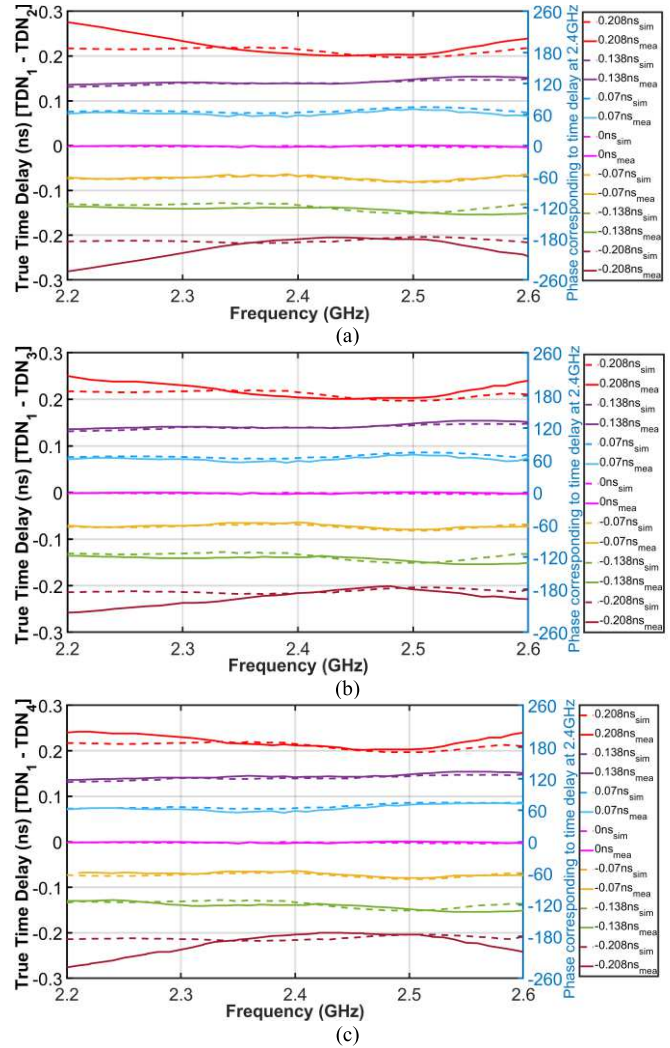 True Time Delay (ns) [TDN1 - TDN2]
0.3
0.2
0.1
0
-0.1
-0.2
-0.3
2.2
2.3
2.4
2.5
2.6
Frequency (GHz)
260
180
120
60
0
-60
-120
-180
-260
Phase corresponding to time delay at 2.4GHz
0.208nssim
0.208nsmea
0.138nssim
0.138nsmea
0.07nssim
0.07nsmea
0nssim
0nsmea
-0.07nssim
-0.07nsmea
-0.138nssim
-0.138nsmea
-0.208nssim
-0.208nsmea
(a)
True Time Delay (ns) [TDN1 - TDN3]
0.3
0.2
0.1
0
-0.1
-0.2
-0.3
2.2
2.3
2.4
2.5
2.6
Frequency (GHz)
260
180
120
60
0
-60
-120
-180
-260
Phase corresponding to time delay at 2.4GHz
0.208nssim
0.208nsmea
0.138nssim
0.138nsmea
0.07nssim
0.07nsmea
0nssim
0nsmea
-0.07nssim
-0.07nsmea
-0.138nssim
-0.138nsmea
-0.208nssim
-0.208nsmea
(b)
True Time Delay (ns) [TDN1 - TDN4]
0.3
0.2
0.1
0
-0.1
-0.2
-0.3
2.2
2.3
2.4
2.5
2.6
Frequency (GHz)
260
180
120
60
0
-60
-120
-180
-260
Phase corresponding to time delay at 2.4GHz
0.208nssim
0.208nsmea
0.138nssim
0.138nsmea
0.07nssim
0.07nsmea
0nssim
0nsmea
-0.07nssim
-0.07nsmea
-0.138nssim
-0.138nsmea
-0.208nssim
-0.208nsmea
(c)